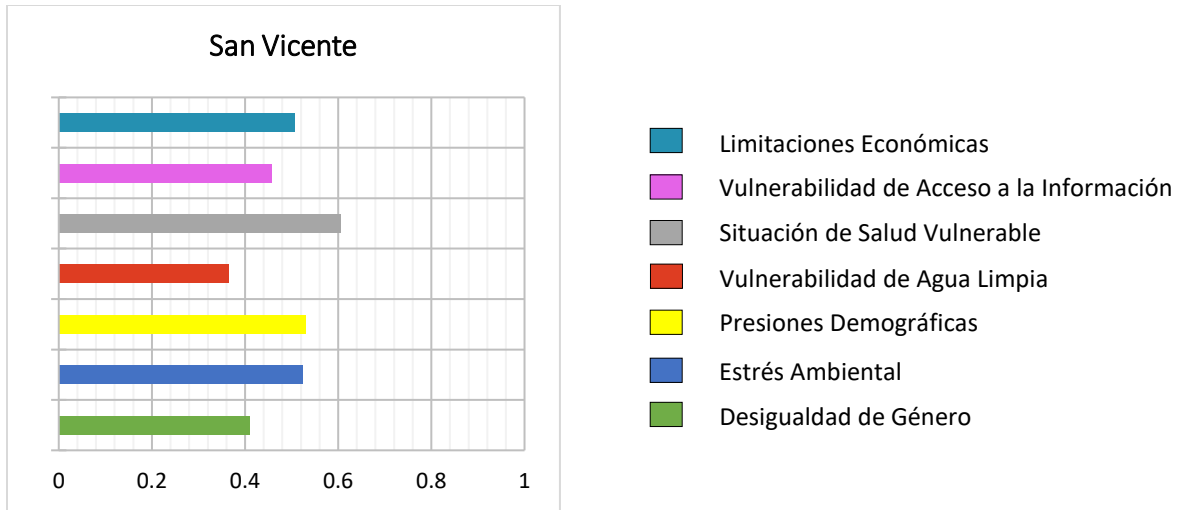 San Vicente
0 0.2 0.4 0.6 0.8 1
Limitaciones Económicas
Vulnerabilidad de Acceso a la Información
Situación de Salud Vulnerable
Vulnerabilidad de Agua Limpia
Presiones Demográficas
Estrés Ambiental
Desigualdad de Género